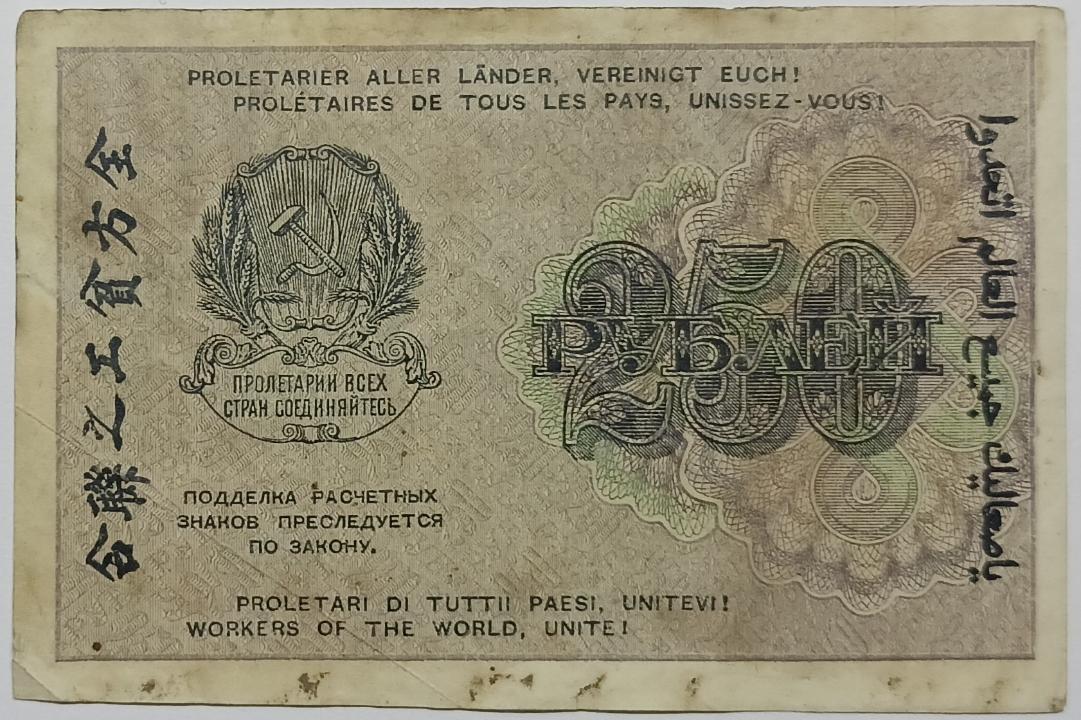 PROLETARIER ALLER LÄNDER, VEREINIGT EUCH!
PROLÉTAIRES DE TOUS LES PAYS, UNISSEZ-VOUS!
全方貧工之聯合
ПРОЛЕТАРИИ ВСЕХ
СТРАН СОЕДИНЯЙТЕСЬ
250
РУБЛЕЙ
ياصعاليك جميع العالم اتحدوا
ПОДДЕЛКА РАСЧЕТНЫХ
ЗНАКОВ ПРЕСЛЕДУЕТСЯ
ПО ЗАКОНУ.
PROLETARI DI TUTTII PAESI, UNITEVI!
WORKERS OF THE WORLD, UNITE!